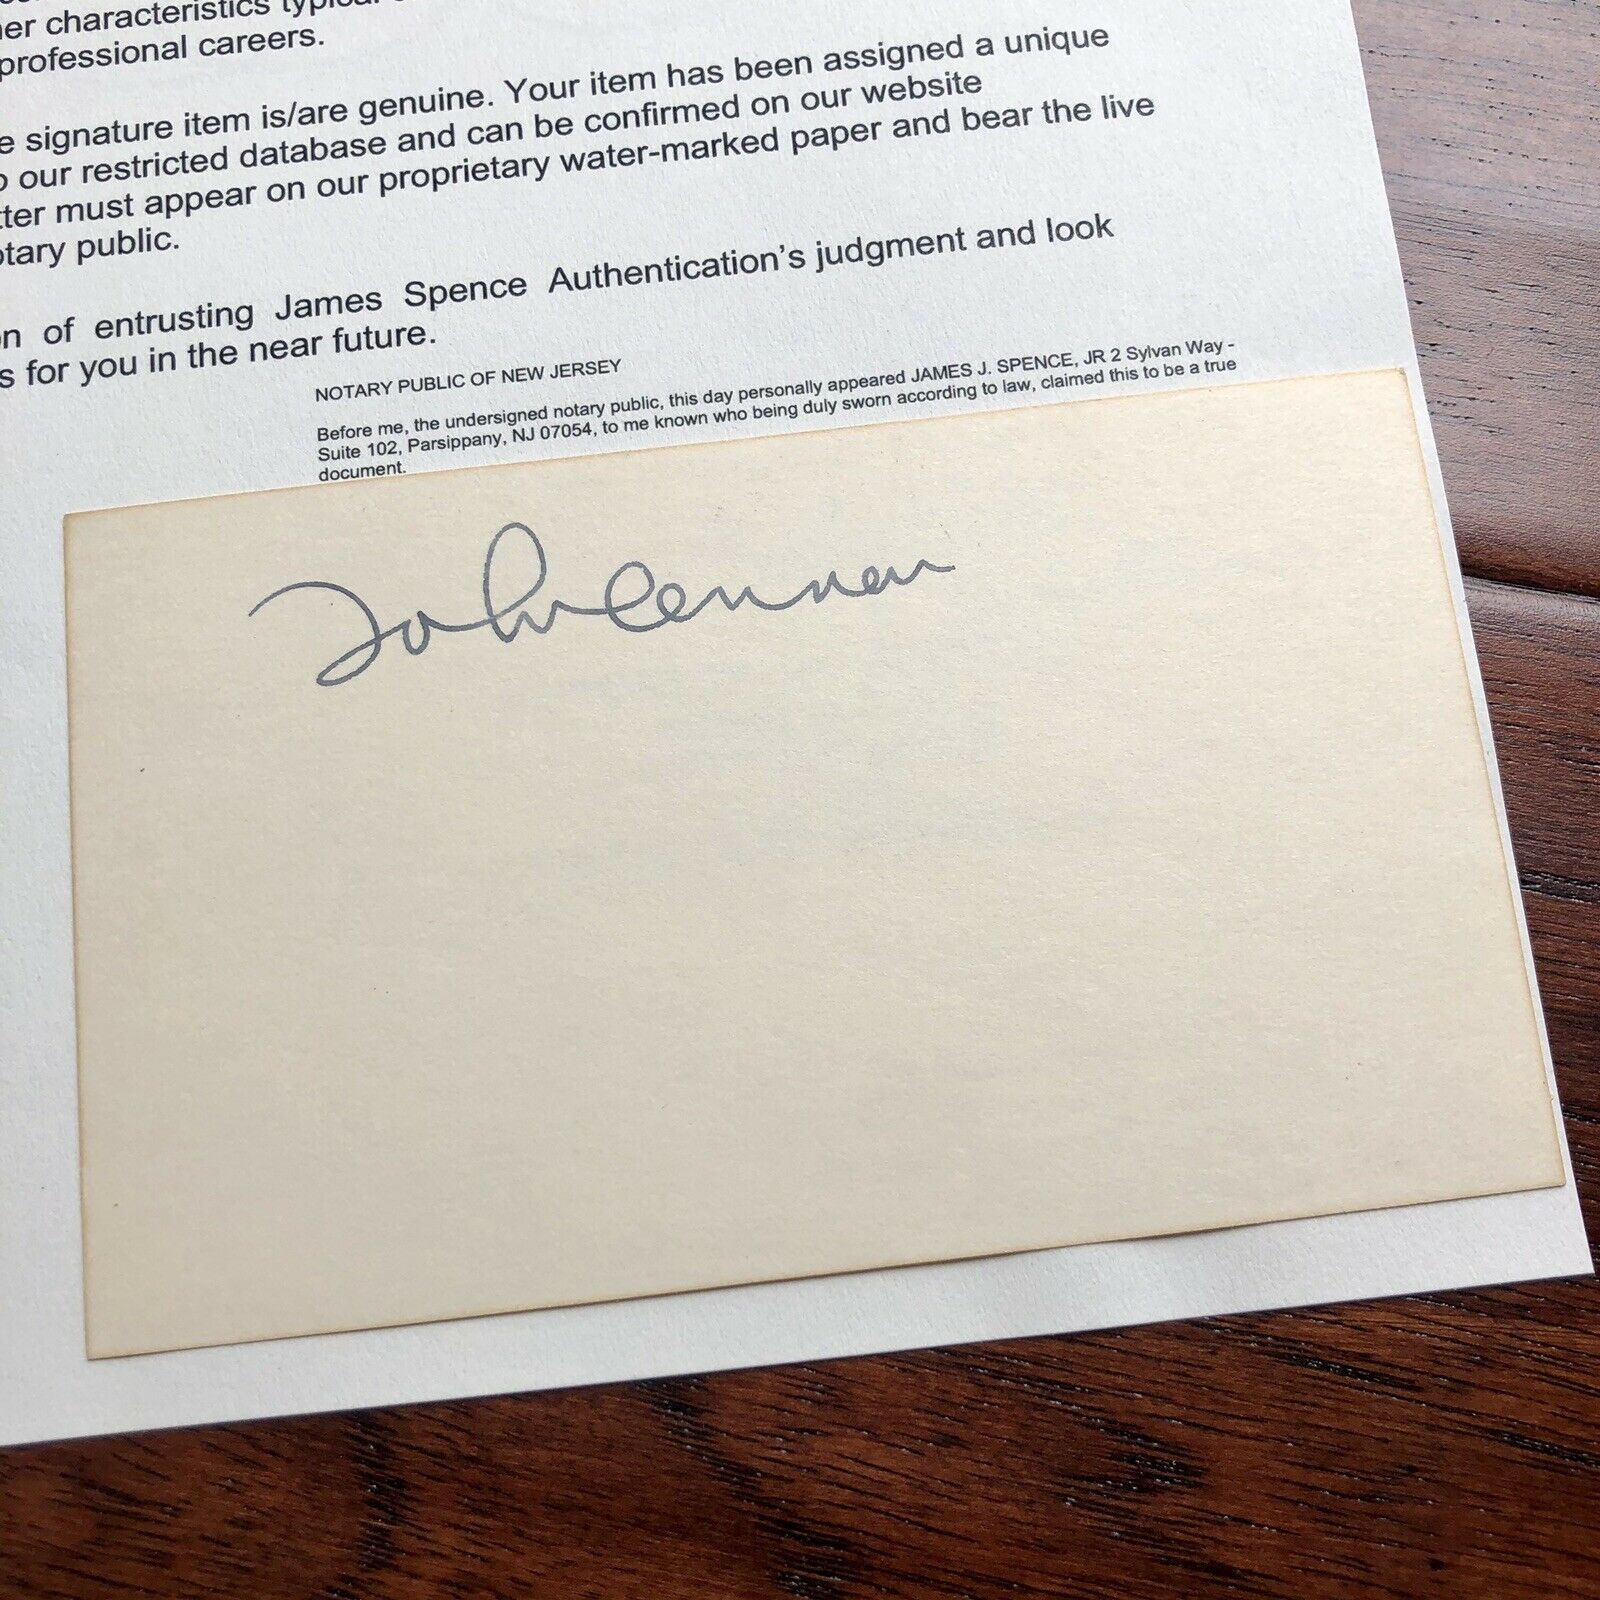 her characteristics typical
professional careers.
e signature item is/are genuine. Your item has been assigned a unique
o our restricted database and can be confirmed on our website
tter must appear on our proprietary water-marked paper and bear the live
otary public.
n of entrusting James Spence Authentication's judgment and look
s for you in the near future.
NOTARY PUBLIC OF NEW JERSEY
Before me, the undersigned notary public, this day personally appeared JAMES J. SPENCE, JR 2 Sylvan Way -
Suite 102, Parsippany, NJ 07054, to me known who being duly sworn according to law, claimed this to be a true
document.
John Lennon